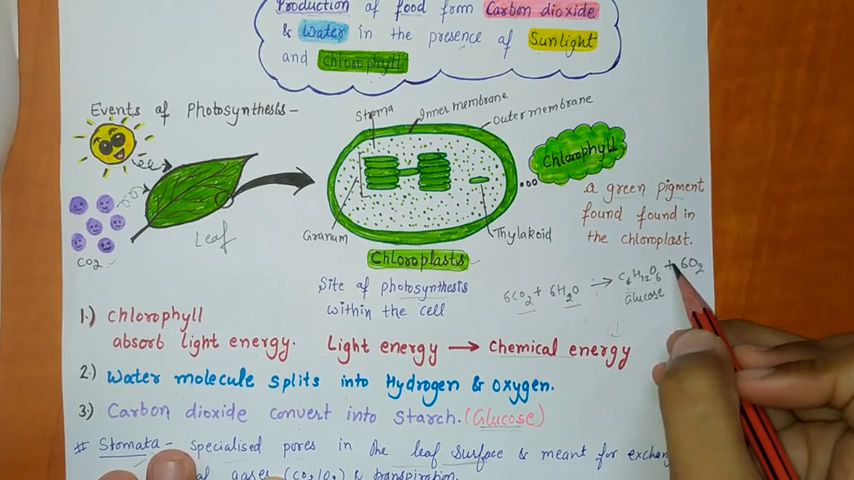 Production of food from Carbon dioxide
& Water in the presence of Sunlight
and chlorophyll
Events of Photosynthesis -
Stroma
Inner membrane
Outer membrane
Chlorophyll
a green pigment
found found in
the chloroplast.
Leaf
CO2
Granum
Thylakoid
Chloroplasts
Site of photosynthesis
within the cell
6CO2 + 6H2O → C6H12O6 + 6O2
Glucose
1.) Chlorophyll
absorb light energy. Light energy → Chemical energy
2.) Water molecule splits into Hydrogen & oxygen.
3.) Carbon dioxide convert into starch. (Glucose)
# Stomata - specialised pores in the leaf surface & meant for
gases (CO2/O2) & transpiration.